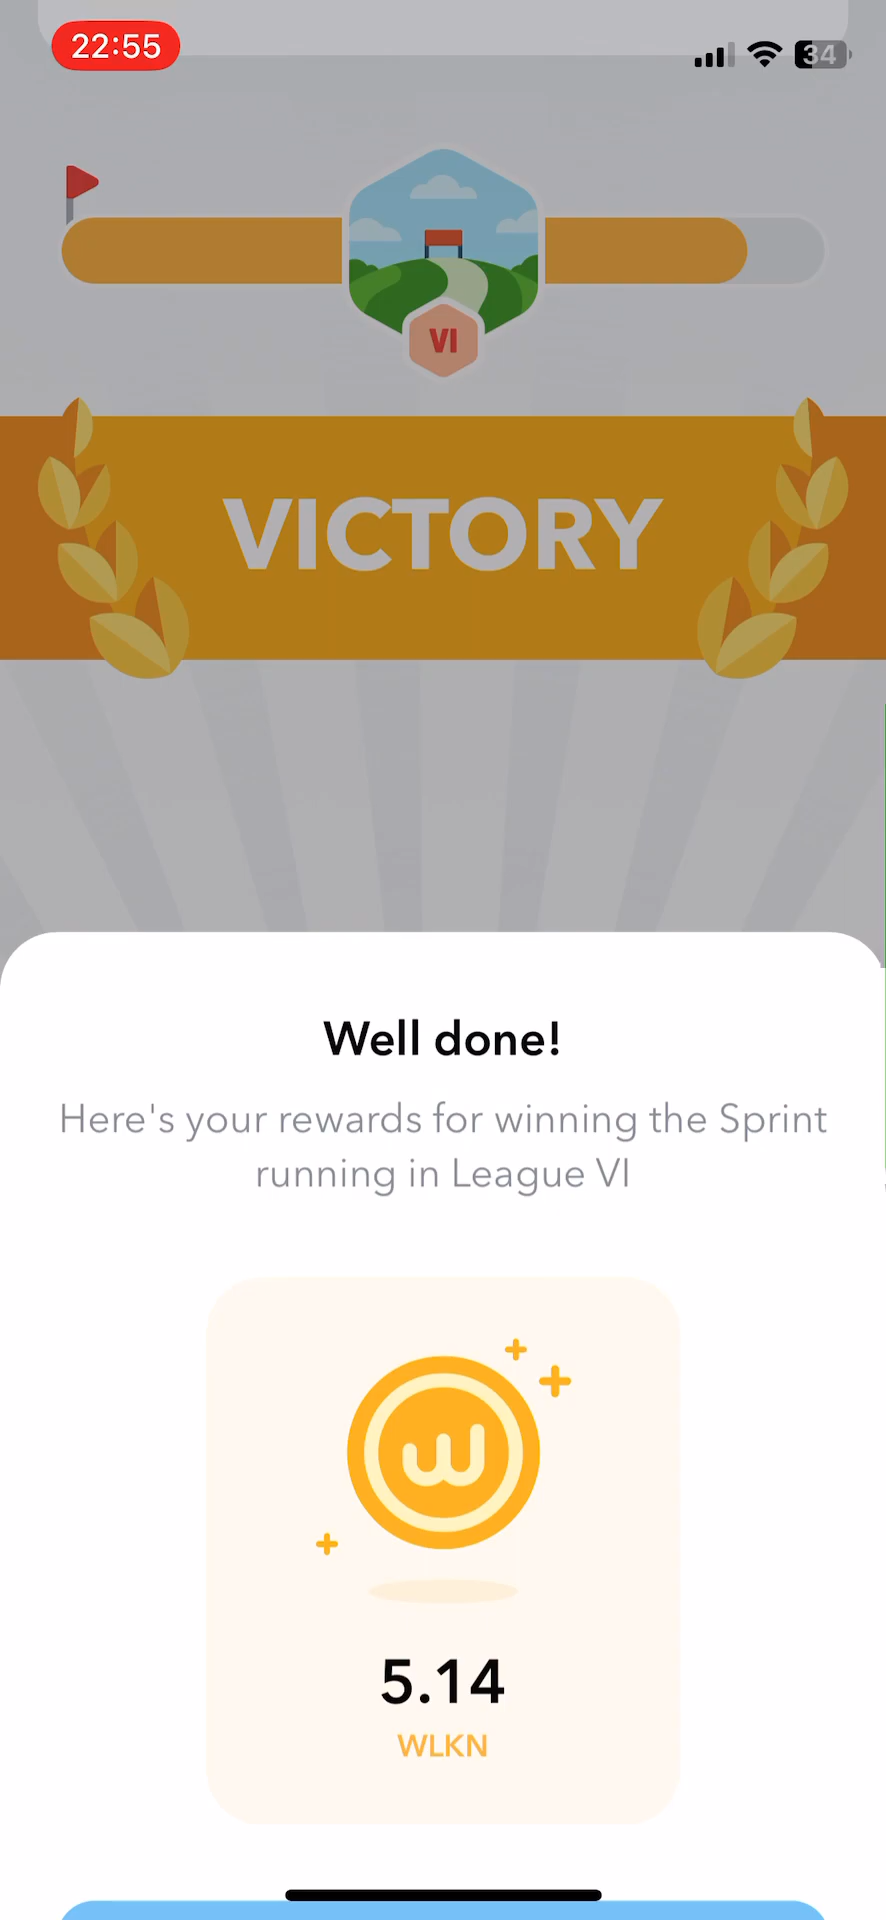 22:55
34
VI
VICTORY
Well done!
Here's your rewards for winning the Sprint
running in League VI
5.14
WLKN